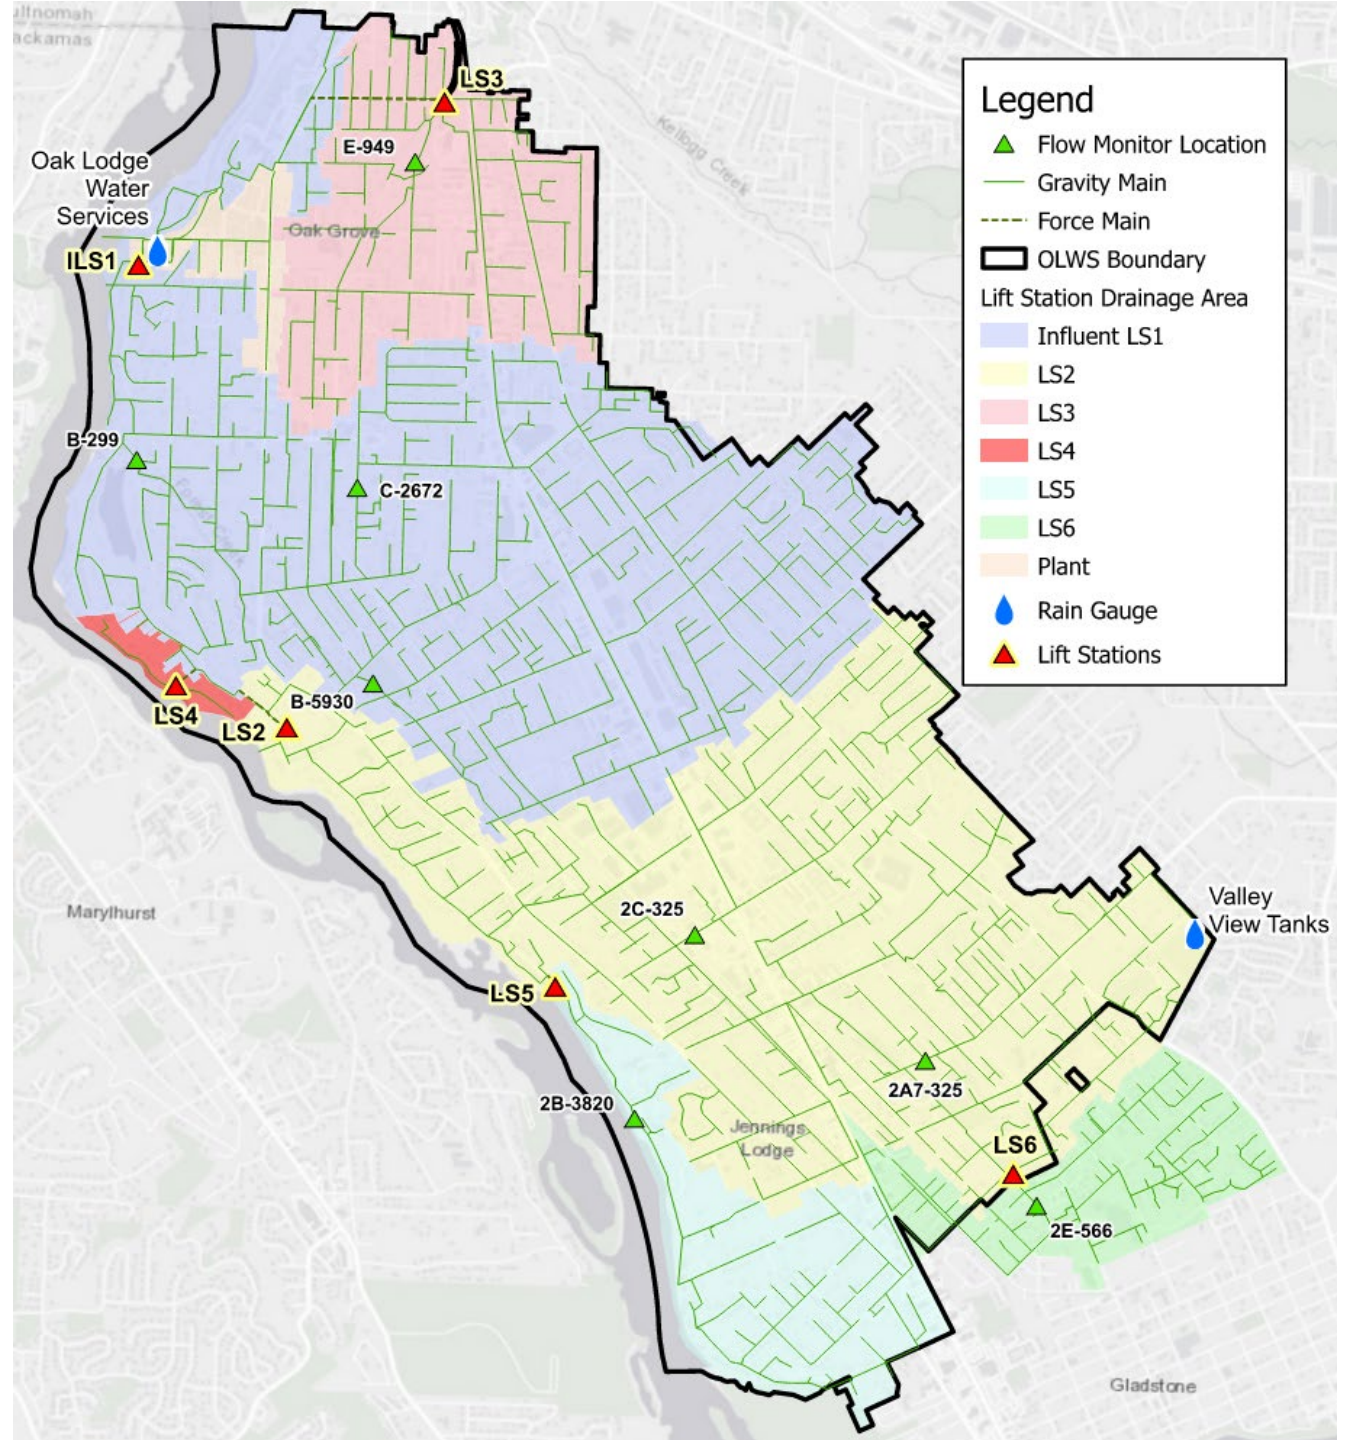 ultnomah
ackamas
LS3
Kellogg Creek
E-949
Oak Lodge
Water
Services
Oak Grove
ILS1
B-299
C-2672
B-5930
LS4
LS2
Marylhurst
2C-325
Valley
View Tanks
LS5
2A7-325
2B-3820
Jennings
Lodge
LS6
2E-566
Gladstone
Legend
Flow Monitor Location
Gravity Main
Force Main
OLWS Boundary
Lift Station Drainage Area
Influent LS1
LS2
LS3
LS4
LS5
LS6
Plant
Rain Gauge
Lift Stations